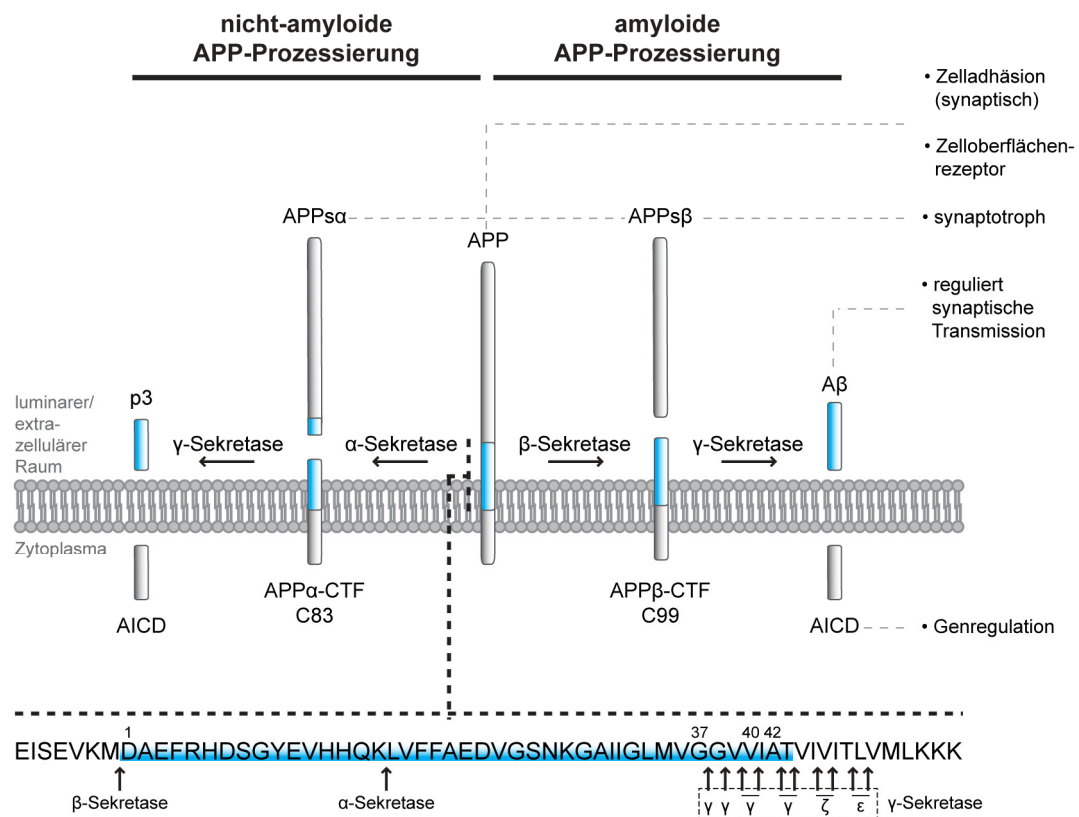 nicht-amyloide
APP-Prozessierung
amyloide
APP-Prozessierung
• Zelladhäsion
(synaptisch)
• Zelloberflächen-
rezeptor
APPsα
APPsβ
• synaptotroph
APP
• reguliert
synaptische
Transmission
p3
Aβ
luminarer/
extra-
zellulärer
Raum
γ-Sekretase
α-Sekretase
β-Sekretase
γ-Sekretase
Zytoplasma
APPα-CTF
C83
APPβ-CTF
C99
AICD
AICD
• Genregulation
1 37 40 42
EISEVKMDAEFRHDSGYEVHHQKLVFFAEDVGSNKGAIIGLMVGGVVIATVIVITLVMLKKK
β-Sekretase α-Sekretase γ γ γ γ ζ ε γ-Sekretase